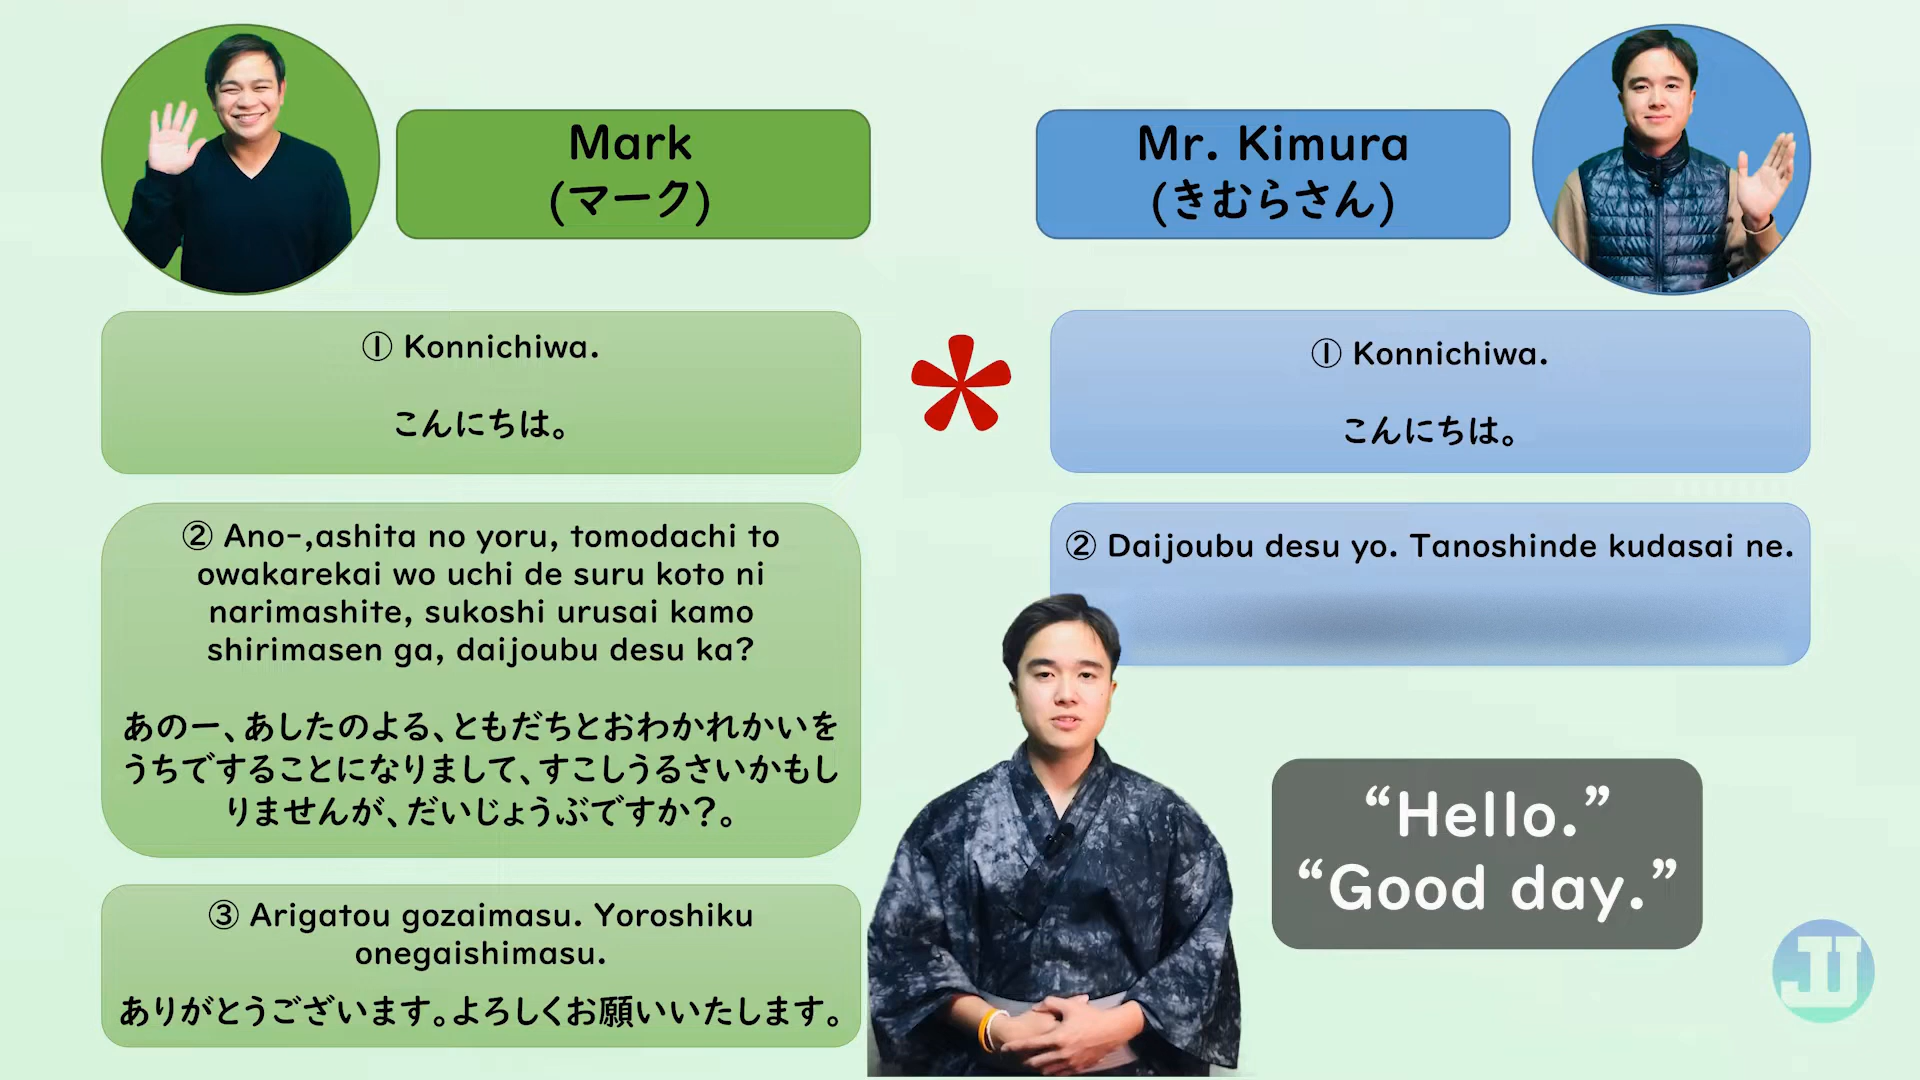 Mark
(マーク)
Mr. Kimura
(きむらさん)
① Konnichiwa.
こんにちは。
② Ano-,ashita no yoru, tomodachi to
owakarekai wo uchi de suru koto ni
narimashite, sukoshi urusai kamo
shirimasen ga, daijoubu desu ka?
あのー、あしたのよる、ともだちとおわかれかいを
うちですることになりまして、すこしうるさいかもし
りませんが、だいじょうぶですか?。
③ Arigatou gozaimasu. Yoroshiku
onegaishimasu.
ありがとうございます。よろしくお願いいたします。
*
① Konnichiwa.
こんにちは。
② Daijoubu desu yo. Tanoshinde kudasai ne.
“Hello.”
“Good day.”
JJ